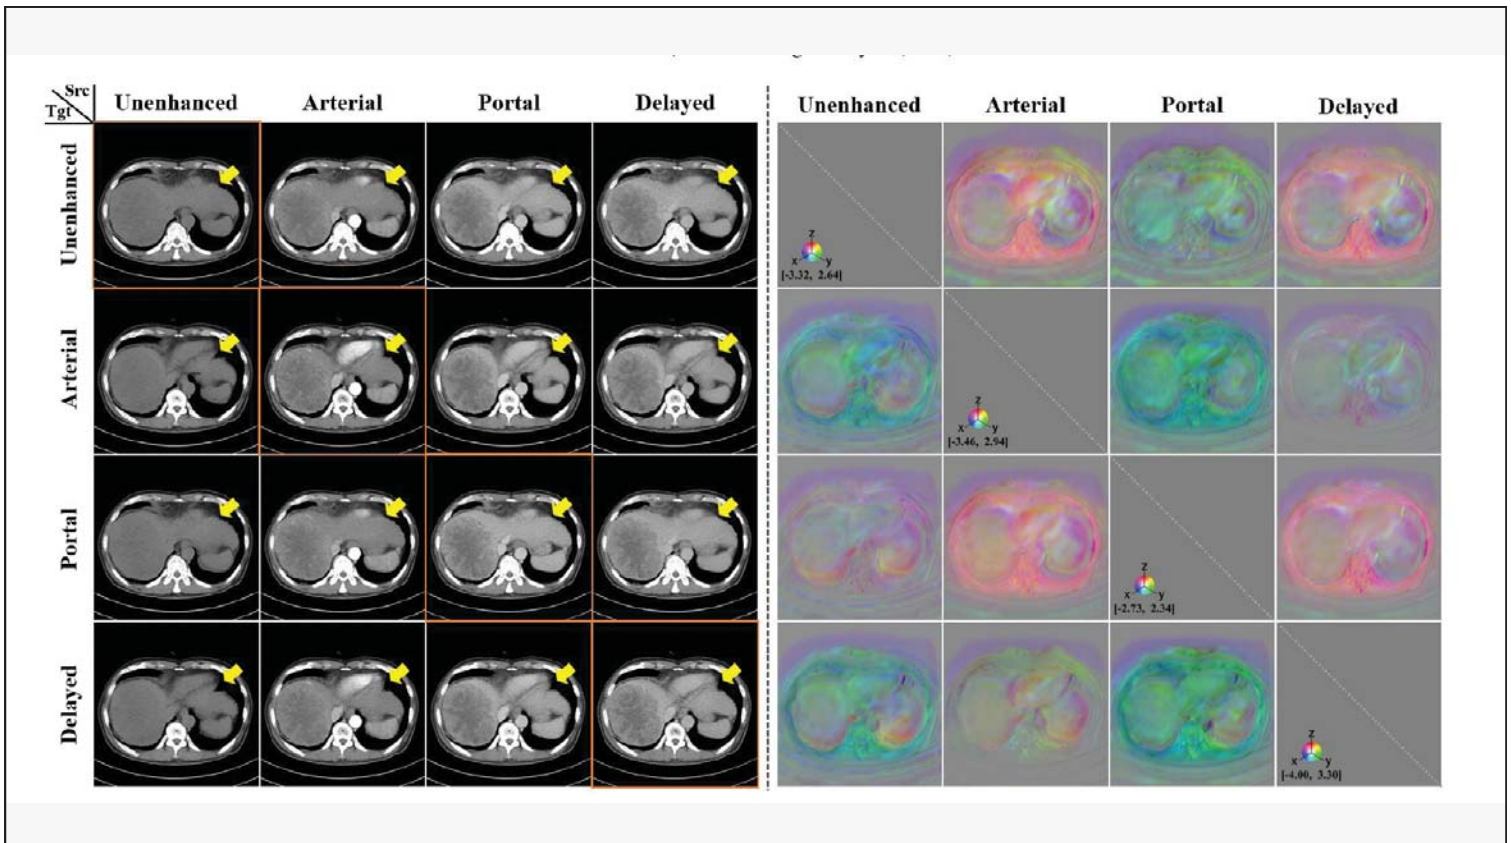 Src
Tgt
Unenhanced Arterial Portal Delayed Unenhanced Arterial Portal Delayed
Unenhanced
z
x y
[-3.32, 2.64]
Arterial
z
x y
[-3.46, 2.94]
Portal
z
x y
[-2.73, 2.34]
Delayed
z
x y
[-4.00, 3.30]